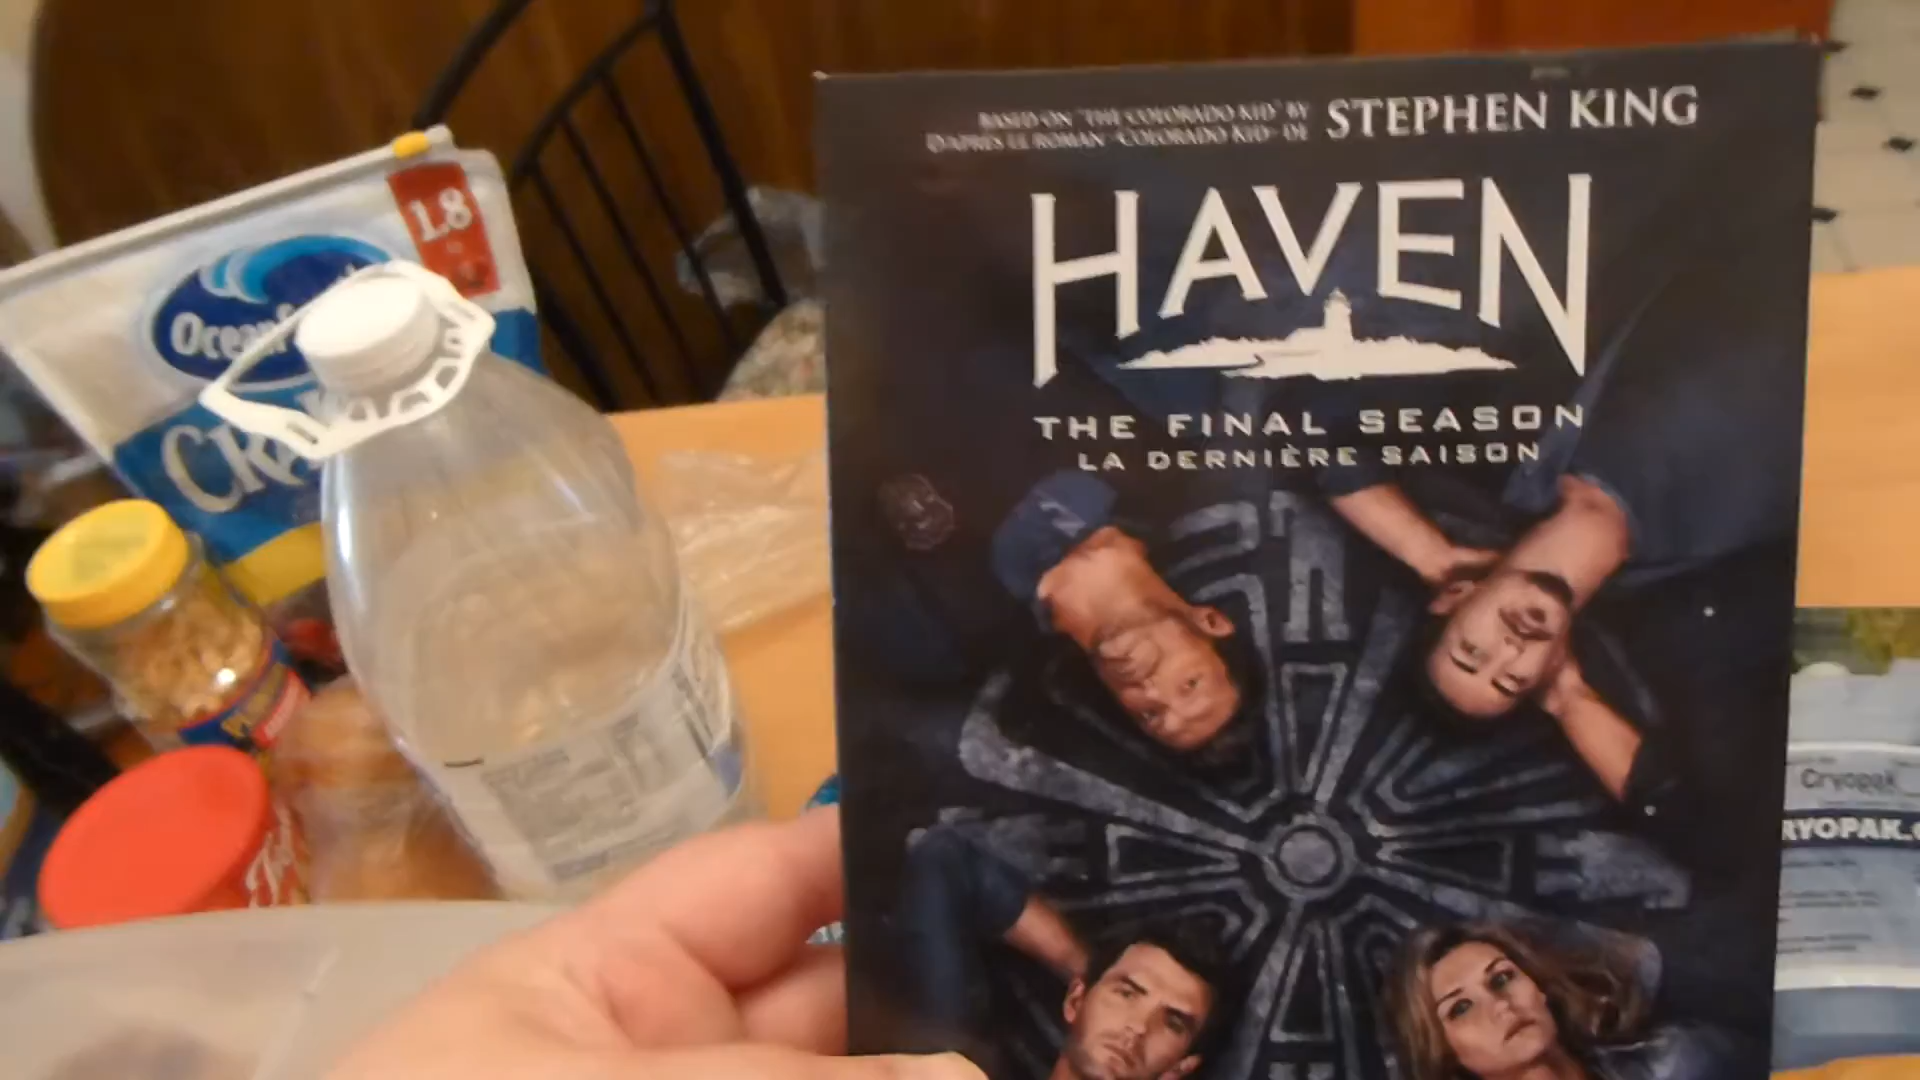 BASED ON "THE COLORADO KID" BY
D'APRÈS LE ROMAN "COLORADO KID" DE
STEPHEN KING
HAVEN
THE FINAL SEASON
LA DERNIÈRE SAISON
1.8
Ocean
CRA
Cryopak
RYOPAK.